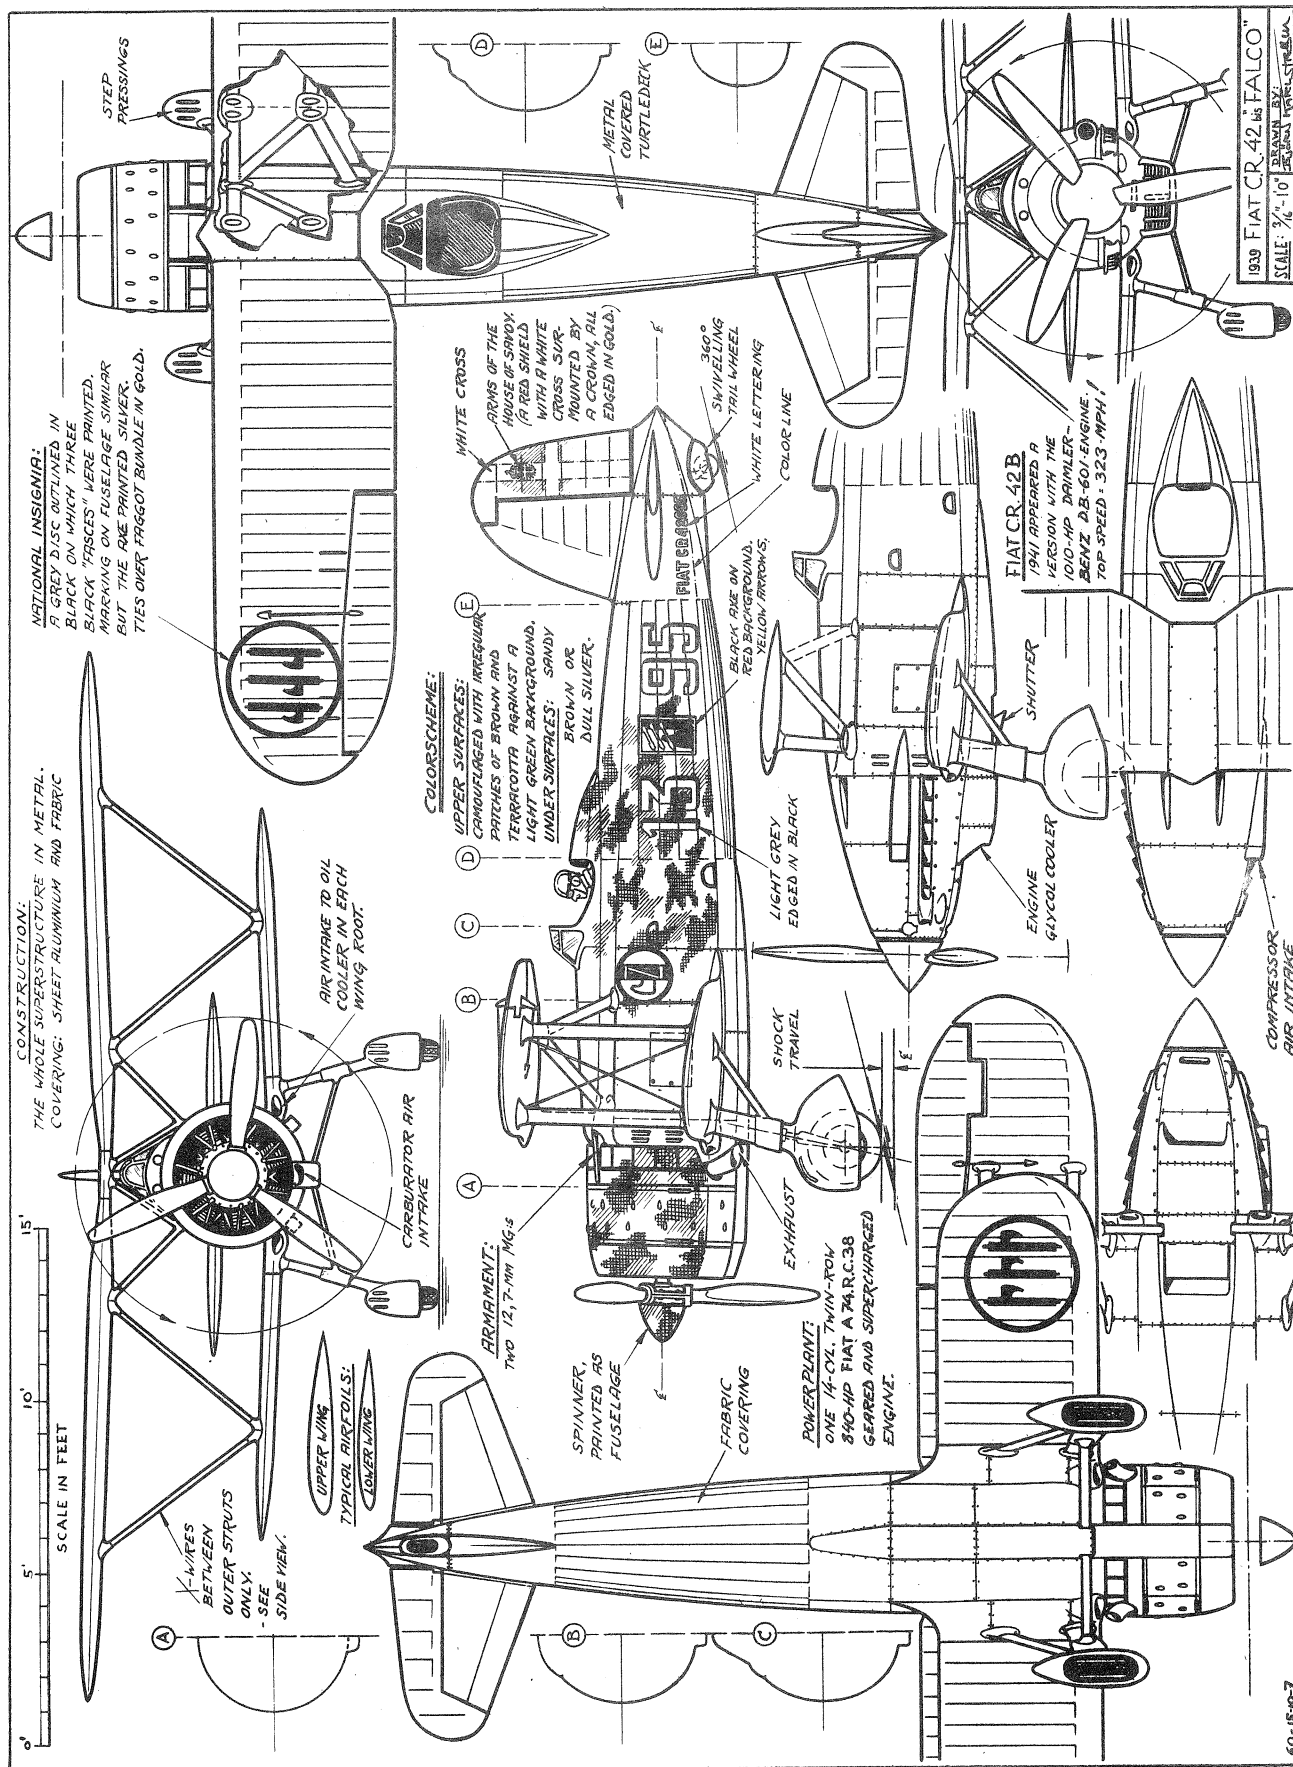 0'
5'
10'
15'
SCALE IN FEET
CONSTRUCTION:
THE WHOLE SUPERSTRUCTURE IN METAL.
COVERING: SHEET ALUMINIUM AND FABRIC
NATIONAL INSIGNIA:
A GREY DISC OUTLINED IN
BLACK ON WHICH THREE
BLACK "FASCES" WERE PAINTED.
MARKING ON FUSELAGE SIMILAR
BUT THE AXE PAINTED SILVER.
TIES OVER FAGGOT BUNDLE IN GOLD.
STEP
PRESSINGS
X-WIRES
BETWEEN
OUTER STRUTS
ONLY.
- SEE
SIDE VIEW.
UPPER WING
TYPICAL AIRFOILS:
LOWER WING
CARBURATOR AIR
INTAKE
AIR INTAKE TO OIL
COOLER IN EACH
WING ROOT.
COLORSCHEME:
UPPER SURFACES:
CAMOUFLAGED WITH IRREGULAR
PATCHES OF BROWN AND
TERRACOTTA AGAINST A
LIGHT GREEN BACKGROUND.
UNDERSURFACES: SANDY
BROWN OR
DULL SILVER.
WHITE CROSS
ARMS OF THE
HOUSE OF SAVOY.
(A RED SHIELD
WITH A WHITE
CROSS SUR-
MOUNTED BY
A CROWN, ALL
EDGED IN GOLD.)
METAL
COVERED
TURTLEDECK
D
E
A
B
C
D
E
ARMAMENT:
TWO 12,7-MM MG:s
SPINNER,
PAINTED AS
FUSELAGE
13
95
FIAT CR
360°
SWIVELLING
TAIL WHEEL
WHITE LETTERING
COLOR LINE
BLACK AXE ON
RED BACKGROUND.
YELLOW ARROWS.
LIGHT GREY
EDGED IN BLACK
SHOCK
TRAVEL
EXHAUST
FABRIC
COVERING
A
B
C
POWERPLANT:
ONE 14-CYL. TWIN-ROW
840-HP FIAT A 74.R.C.38
GEARED AND SUPERCHARGED
ENGINE.
ENGINE
GLYCOL COOLER
SHUTTER
FIAT CR. 42 B
1941 APPEARED A
VERSION WITH THE
1010-HP DAIMLER-
BENZ DB-601-ENGINE.
TOP SPEED = 323 MPH!
COMPRESSOR
AIR INTAKE
1939 FIAT C.R. 42 bis "FALCO"
SCALE: 3/16"-1'0"
DRAWN BY:
60-15-10-7